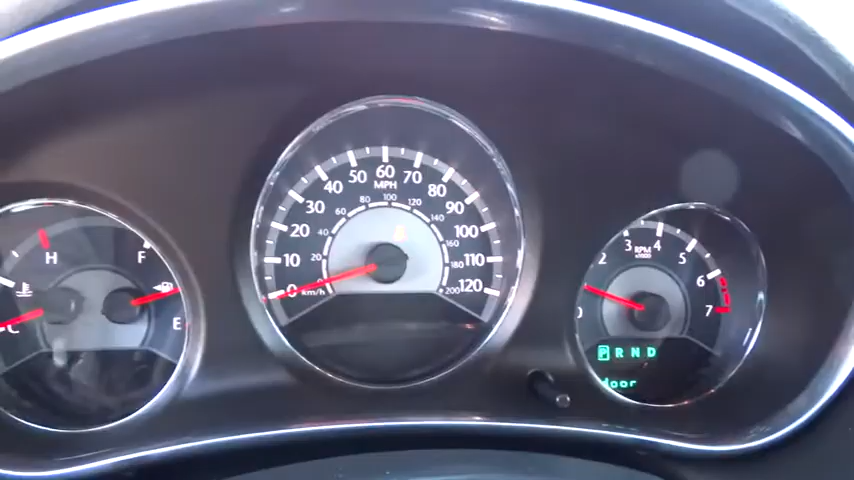 H
F
C
E
0 10 20 30 40 50 60 70 80 90 100 110 120
MPH
20 40 60 80 100 120 140 160 180 200
km/h
0 2 3 4 5 6 7
RPM
P R N D
door